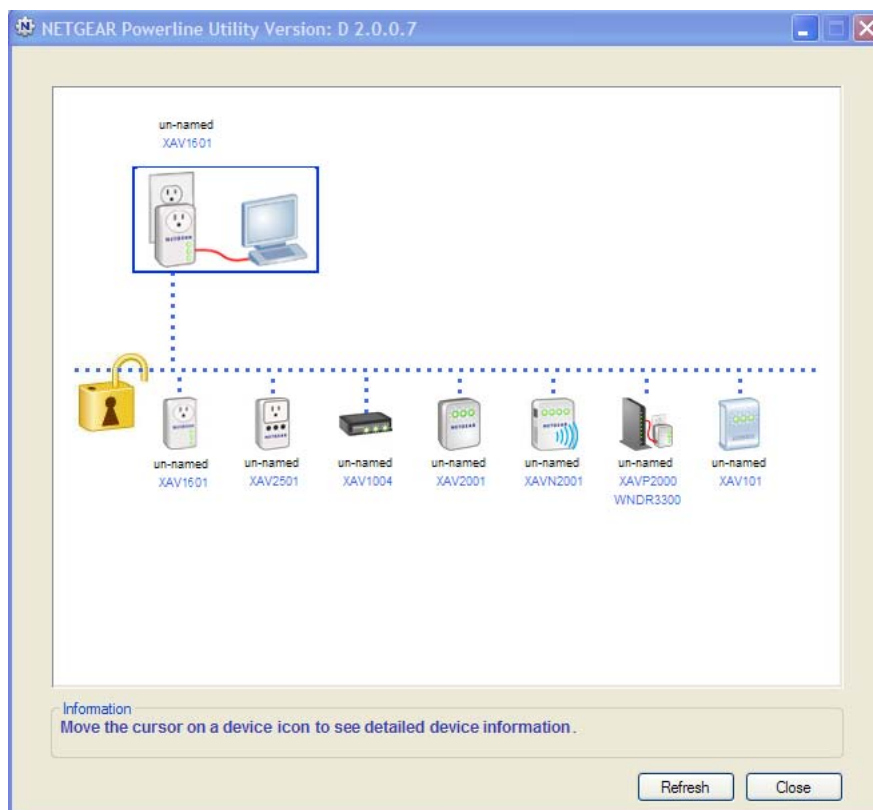 NETGEAR Powerline Utility Version: D 2.0.0.7
un-named
XAV1601
NETGEAR
un-named
XAV1601
un-named
XAV2501
un-named
XAV1004
un-named
XAV2001
un-named
XAVN2001
un-named
XAVP2000
WNDR3300
un-named
XAV101
Information
Move the cursor on a device icon to see detailed device information.
Refresh
Close